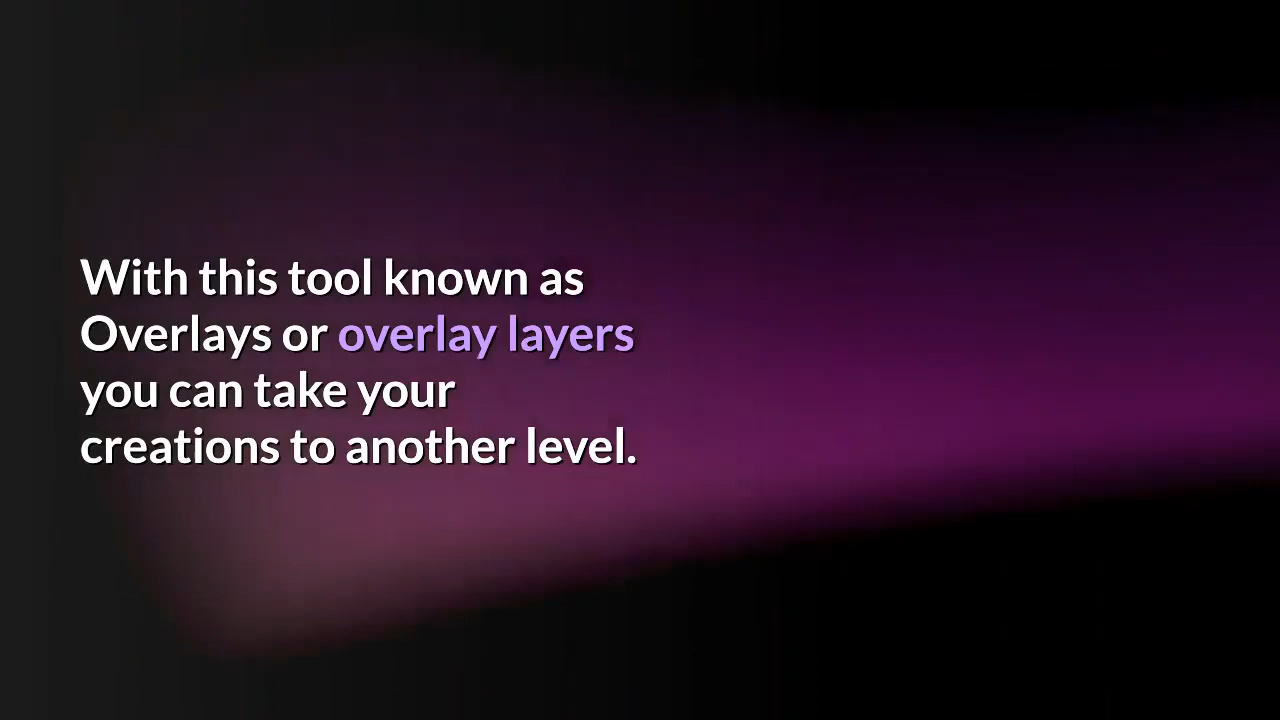 With this tool known as
Overlays or overlay layers
you can take your
creations to another level.